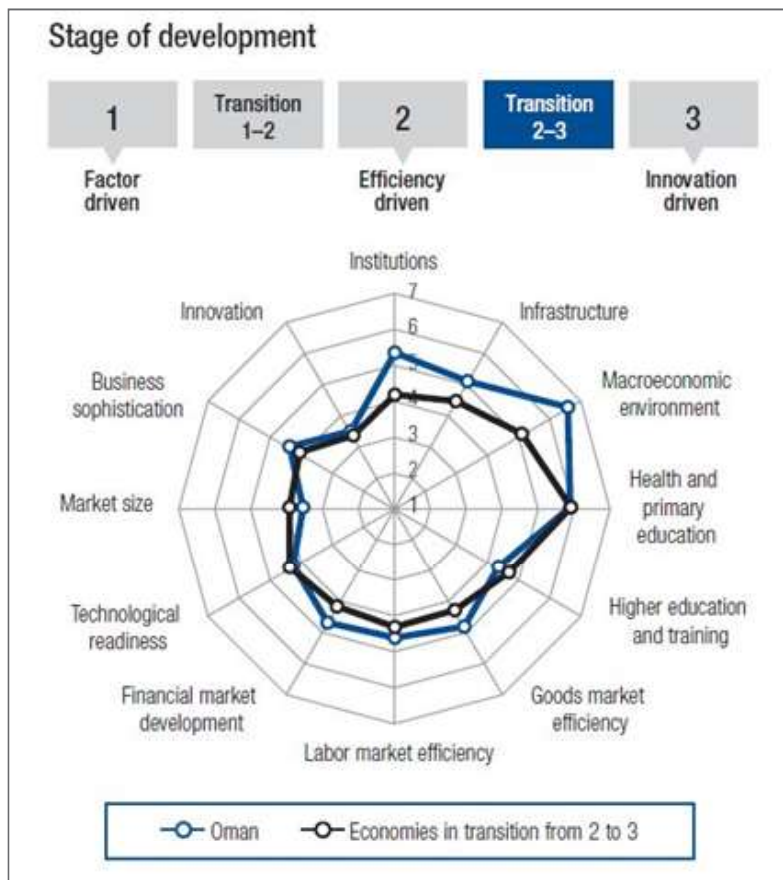 Stage of development
1
Transition
1–2
2
Transition
2–3
3
Factor
driven
Efficiency
driven
Innovation
driven
Institutions
Innovation
Infrastructure
Business
sophistication
Macroeconomic
environment
Market size
Health and
primary
education
Technological
readiness
Higher education
and training
Financial market
development
Goods market
efficiency
Labor market efficiency
7
6
5
4
3
2
1
Oman
Economies in transition from 2 to 3